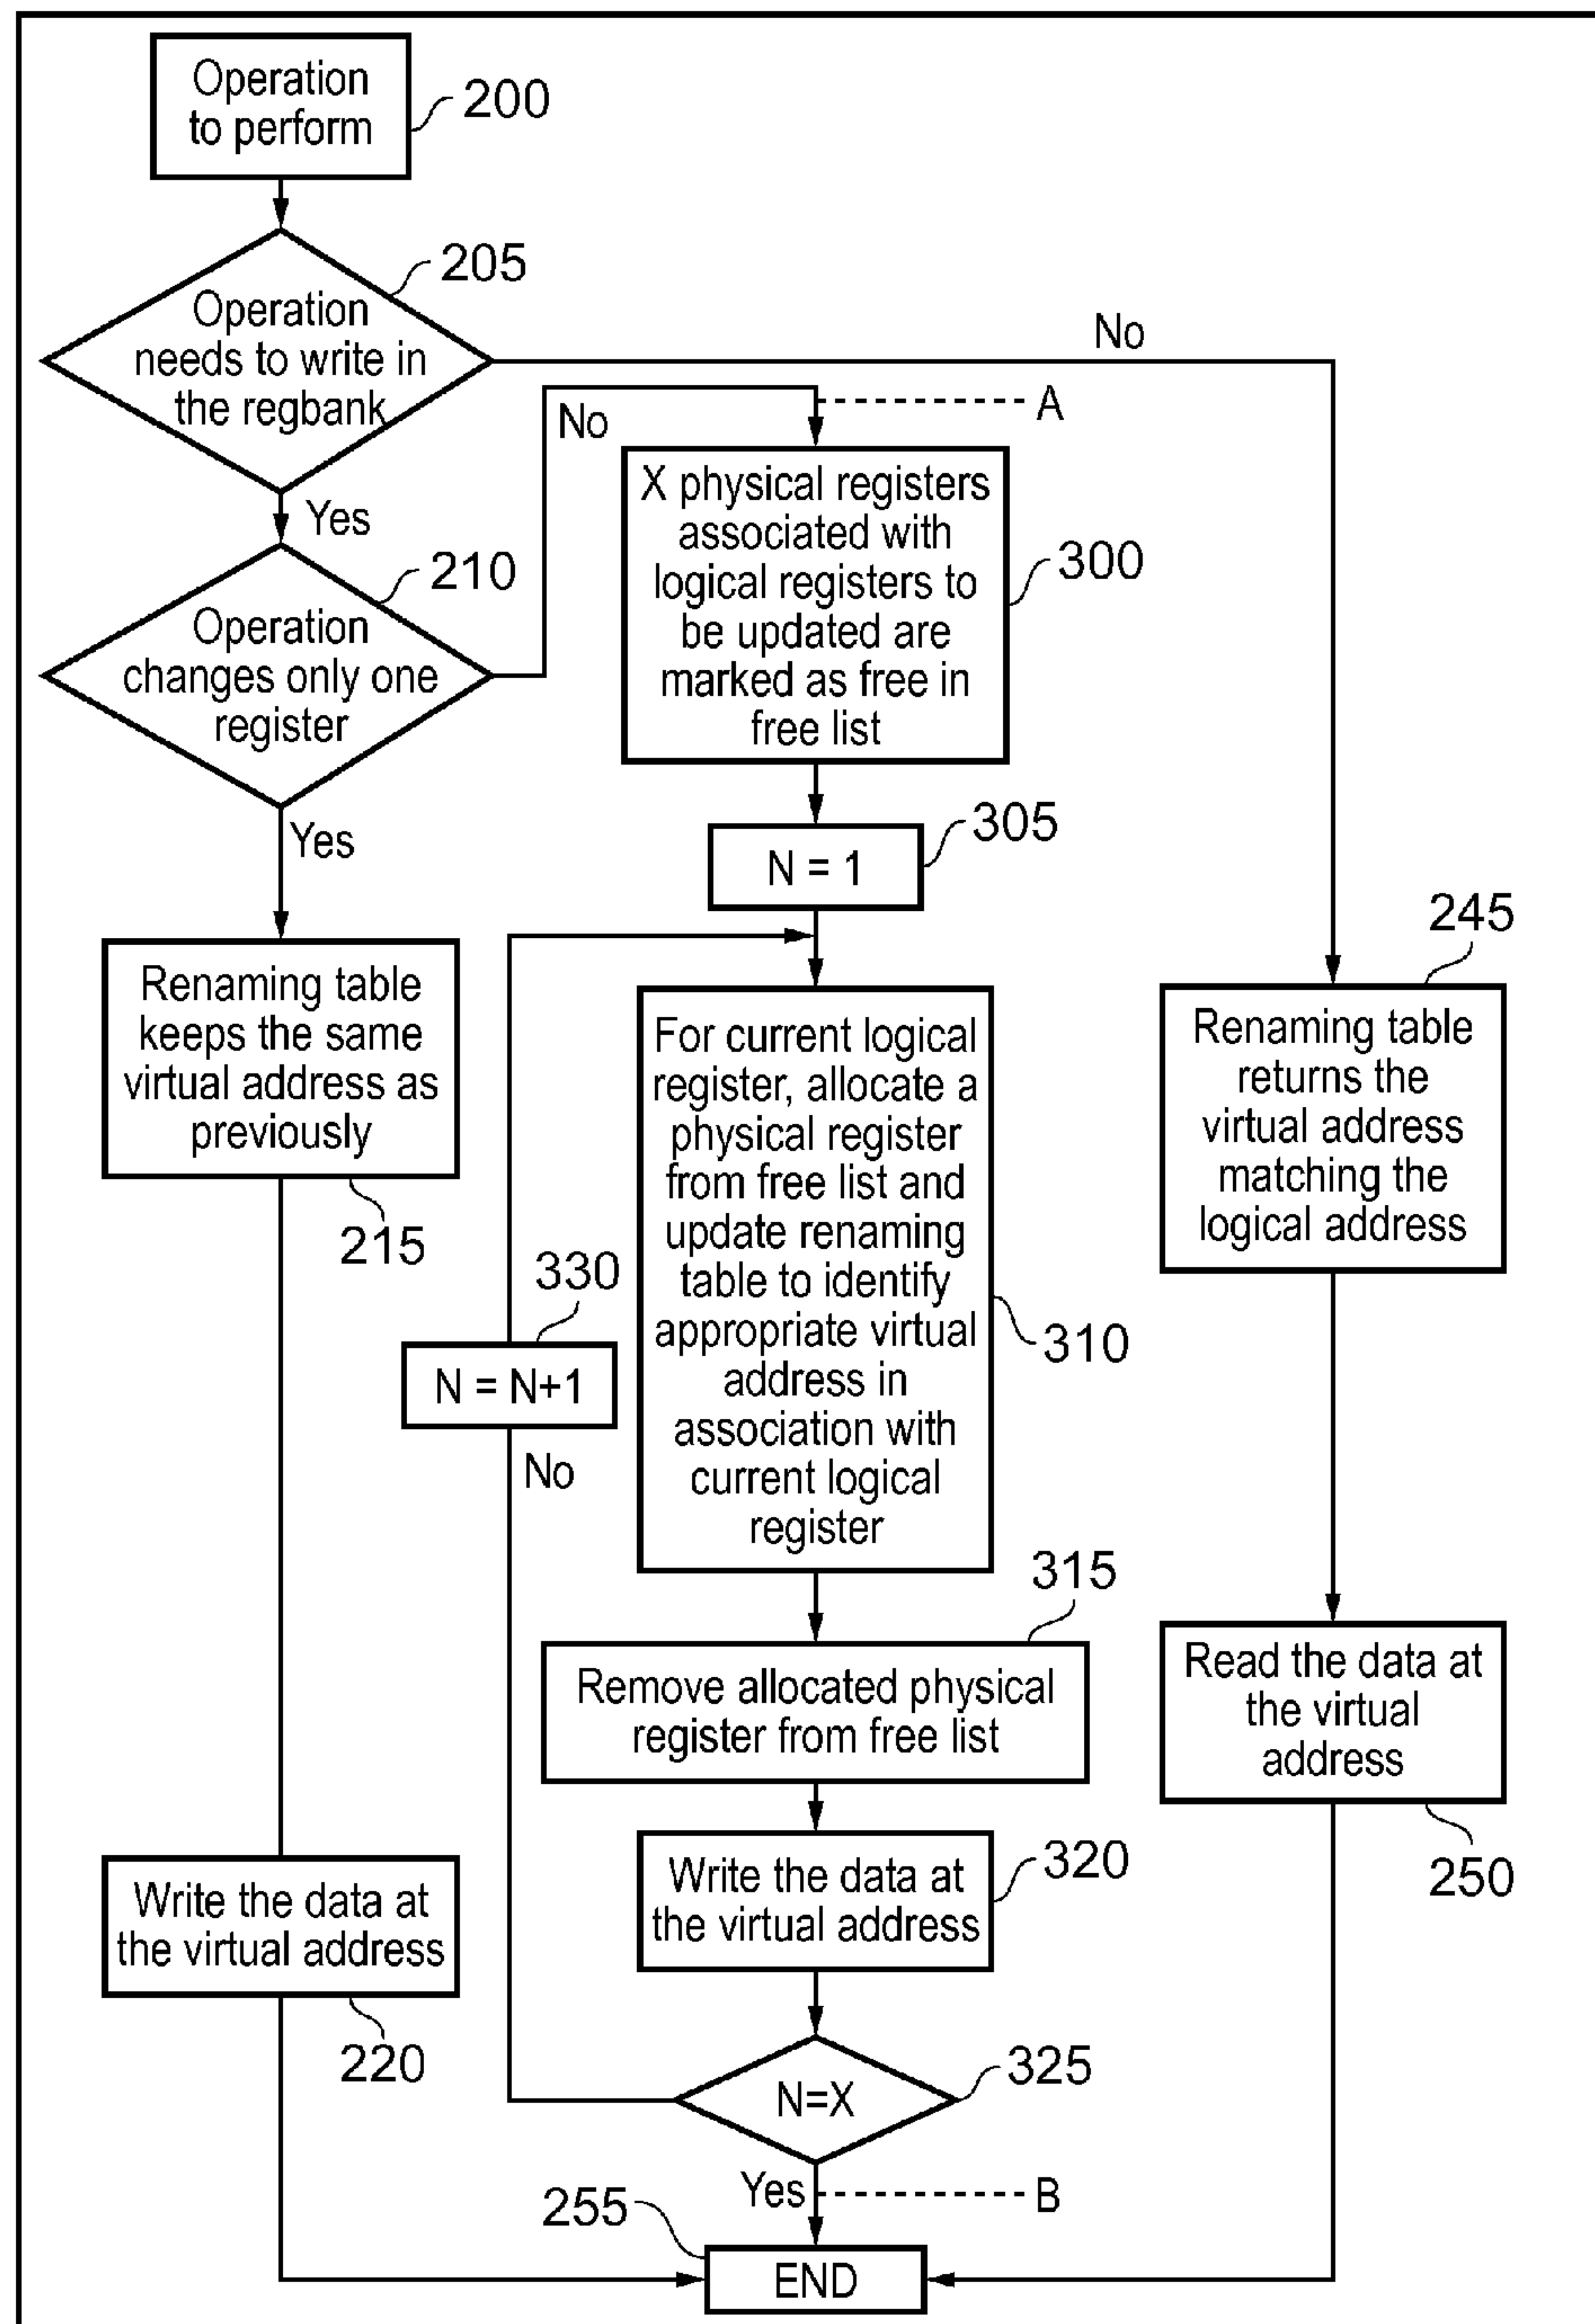 Operation
to perform
200
205
Operation
needs to write in
the regbank
No
Yes
210
Operation
changes only one
register
No
A
X physical registers
associated with
logical registers to
be updated are
marked as free in
free list
300
Yes
N = 1
305
Renaming table
keeps the same
virtual address as
previously
215
For current logical
register, allocate a
physical register
from free list and
update renaming
table to identify
appropriate virtual
address in
association with
current logical
register
310
330
N = N+1
No
245
Renaming table
returns the
virtual address
matching the
logical address
315
Remove allocated physical
register from free list
Read the data at
the virtual
address
250
Write the data at
the virtual address
220
Write the data at
the virtual address
320
N=X
325
Yes
B
255
END